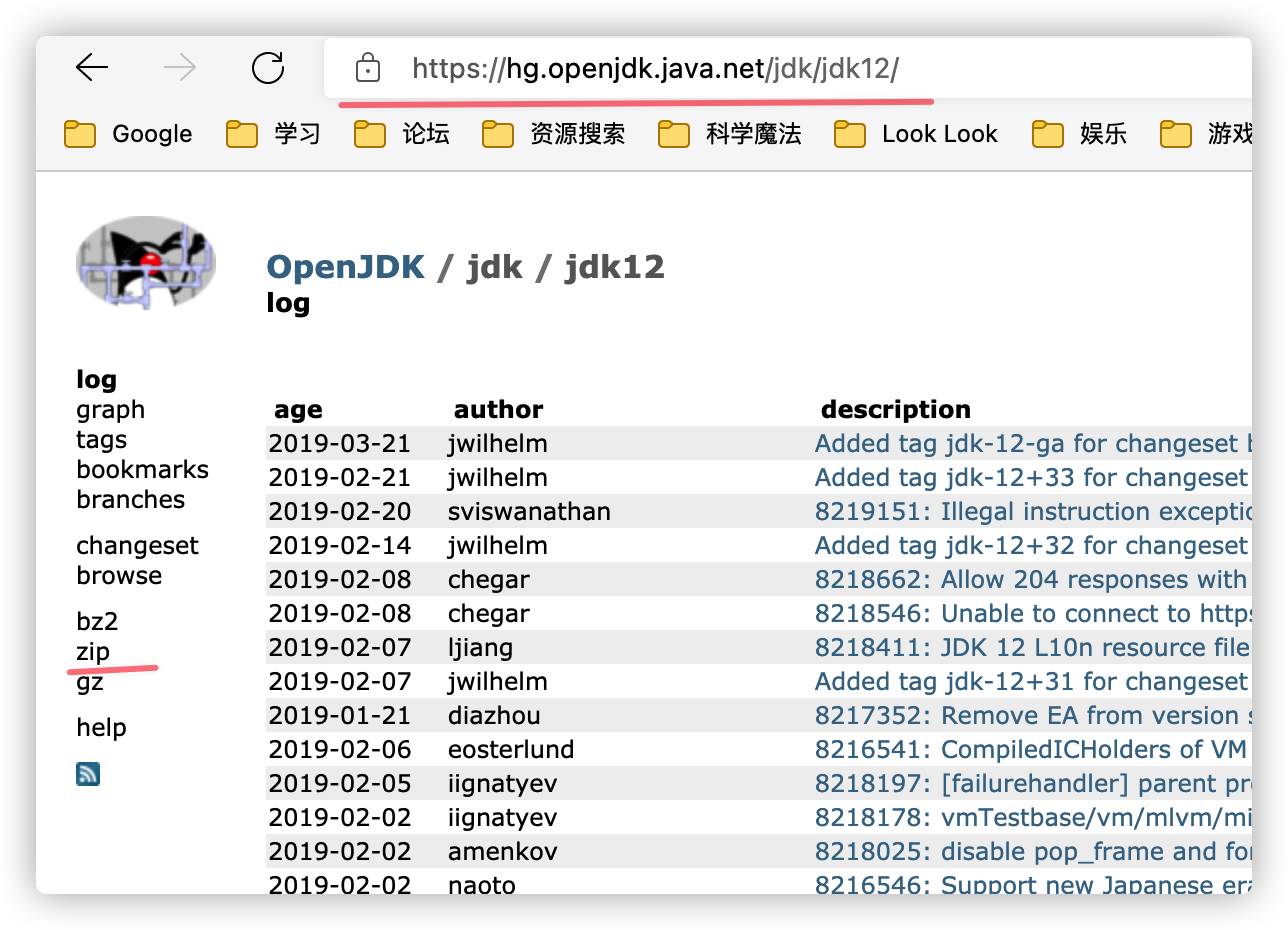 https://hg.openjdk.java.net/jdk/jdk12/
Google 学习 论坛 资源搜索 科学魔法 Look Look 娱乐 游戏
OpenJDK / jdk / jdk12
log
log
graph
tags
bookmarks
branches
changeset
browse
bz2
zip
gz
help
age author description
2019-03-21 jwilhelm Added tag jdk-12-ga for changeset
2019-02-21 jwilhelm Added tag jdk-12+33 for changeset
2019-02-20 sviswanathan 8219151: Illegal instruction exceptio
2019-02-14 jwilhelm Added tag jdk-12+32 for changeset
2019-02-08 chegar 8218662: Allow 204 responses with
2019-02-08 chegar 8218546: Unable to connect to https
2019-02-07 ljiang 8218411: JDK 12 L10n resource file
2019-02-07 jwilhelm Added tag jdk-12+31 for changeset
2019-01-21 diazhou 8217352: Remove EA from version s
2019-02-06 eosterlund 8216541: CompiledICHolders of VM
2019-02-05 iignatyev 8218197: [failurehandler] parent pro
2019-02-02 iignatyev 8218178: vmTestbase/vm/mlvm/mi
2019-02-02 amenkov 8218025: disable pop_frame and for
2019-02-02 naoto 8216546: Support new Japanese era